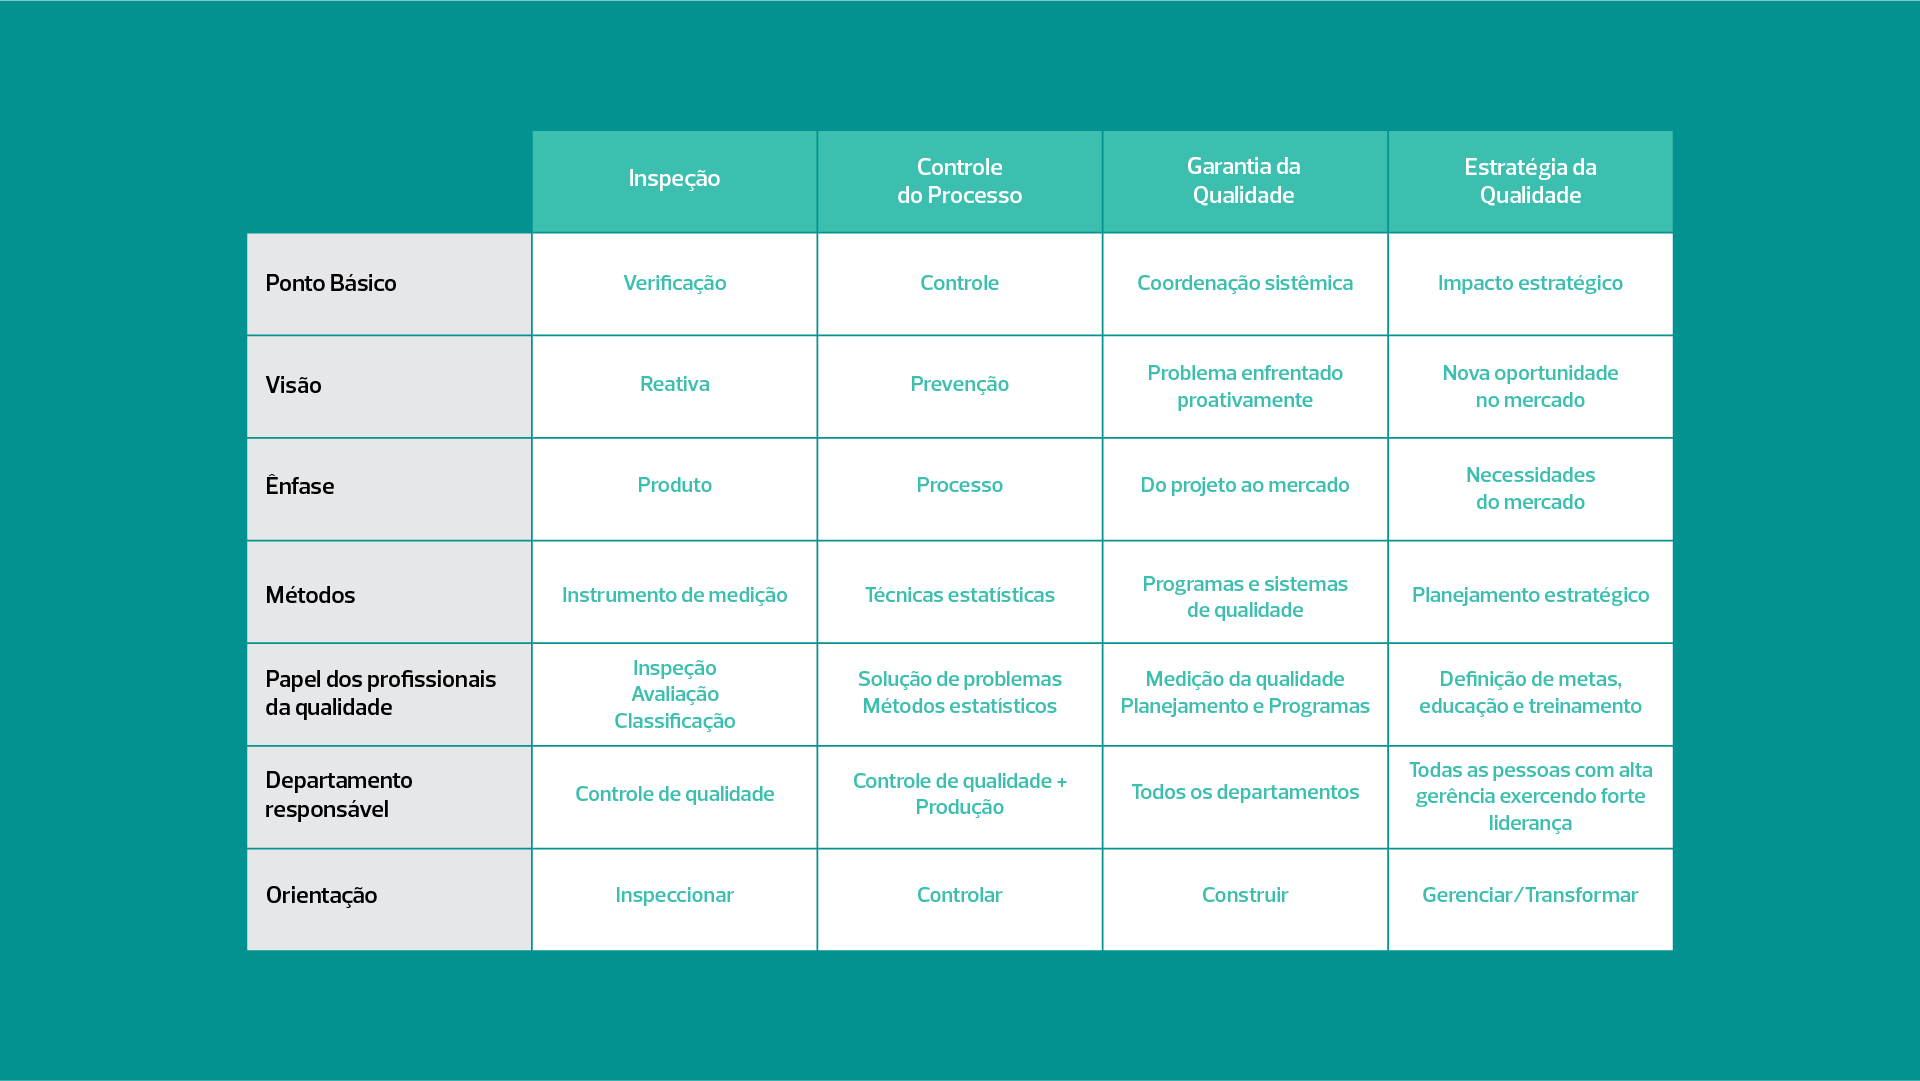 Inspeção
Controle
do Processo
Garantia da
Qualidade
Estratégia da
Qualidade
Ponto Básico
Verificação
Controle
Coordenação sistêmica
Impacto estratégico
Visão
Reativa
Prevenção
Problema enfrentado
proativamente
Nova oportunidade
no mercado
Ênfase
Produto
Processo
Do projeto ao mercado
Necessidades
do mercado
Métodos
Instrumento de medição
Técnicas estatísticas
Programas e sistemas
de qualidade
Planejamento estratégico
Papel dos profissionais
da qualidade
Inspeção
Avaliação
Classificação
Solução de problemas
Métodos estatísticos
Medição da qualidade
Planejamento e Programas
Definição de metas,
educação e treinamento
Departamento
responsável
Controle de qualidade
Controle de qualidade +
Produção
Todos os departamentos
Todas as pessoas com alta
gerência exercendo forte
liderança
Orientação
Inspeccionar
Controlar
Construir
Gerenciar/Transformar